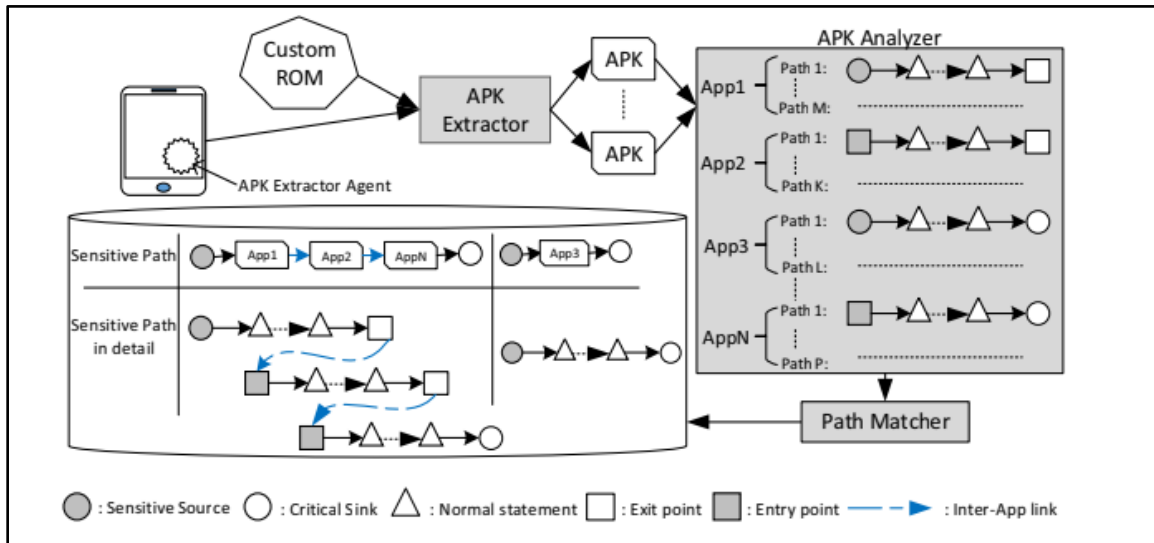 Custom
ROM
APK
Extractor
APK
APK
APK Extractor Agent
APK Analyzer
App1
Path 1:
Path M:
App2
Path 1:
Path K:
App3
Path 1:
Path L:
AppN
Path 1:
Path P:
Path Matcher
Sensitive Path
App1
App2
AppN
App3
Sensitive Path
in detail
: Sensitive Source : Critical Sink : Normal statement : Exit point : Entry point : Inter-App link